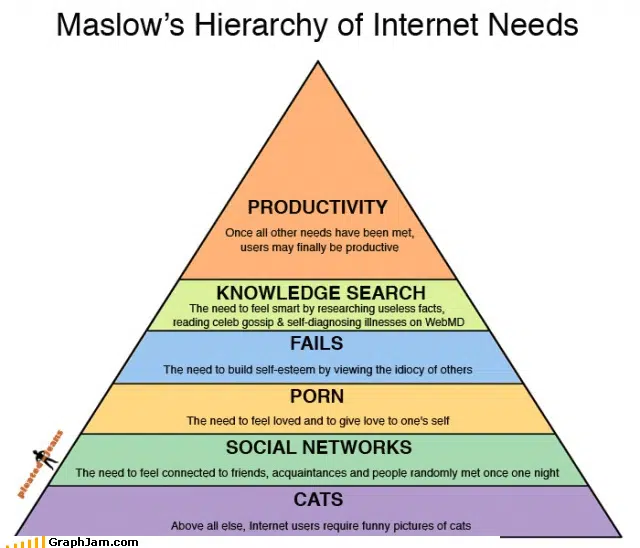 Maslow's Hierarchy of Internet Needs
PRODUCTIVITY
Once all other needs have been met,
users may finally be productive
KNOWLEDGE SEARCH
The need to feel smart by researching useless facts,
reading celeb gossip & self-diagnosing illnesses on WebMD
FAILS
The need to build self-esteem by viewing the idiocy of others
PORN
The need to feel loved and to give love to one's self
SOCIAL NETWORKS
The need to feel connected to friends, acquaintances and people randomly met once one night
CATS
Above all else, Internet users require funny pictures of cats
pleated jeans
GraphJam.com